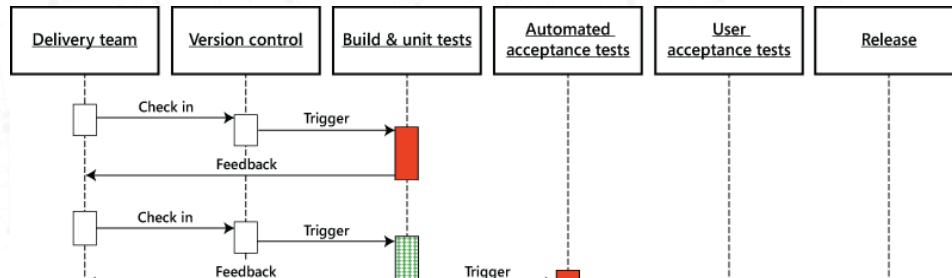 Delivery team
Version control
Build & unit tests
Automated
acceptance tests
User
acceptance tests
Release
Check in
Trigger
Feedback
Check in
Trigger
Feedback
Trigger